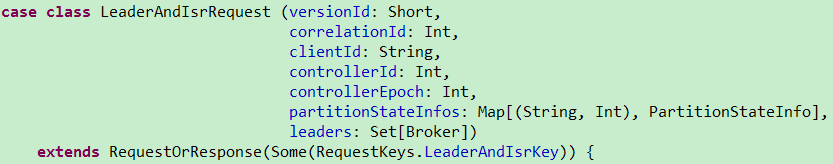 case class LeaderAndIsrRequest (versionId: Short,
correlationId: Int,
clientId: String,
controllerId: Int,
controllerEpoch: Int,
partitionStateInfos: Map[(String, Int), PartitionStateInfo],
leaders: Set[Broker])
extends RequestOrResponse(Some(RequestKeys.LeaderAndIsrKey)) {